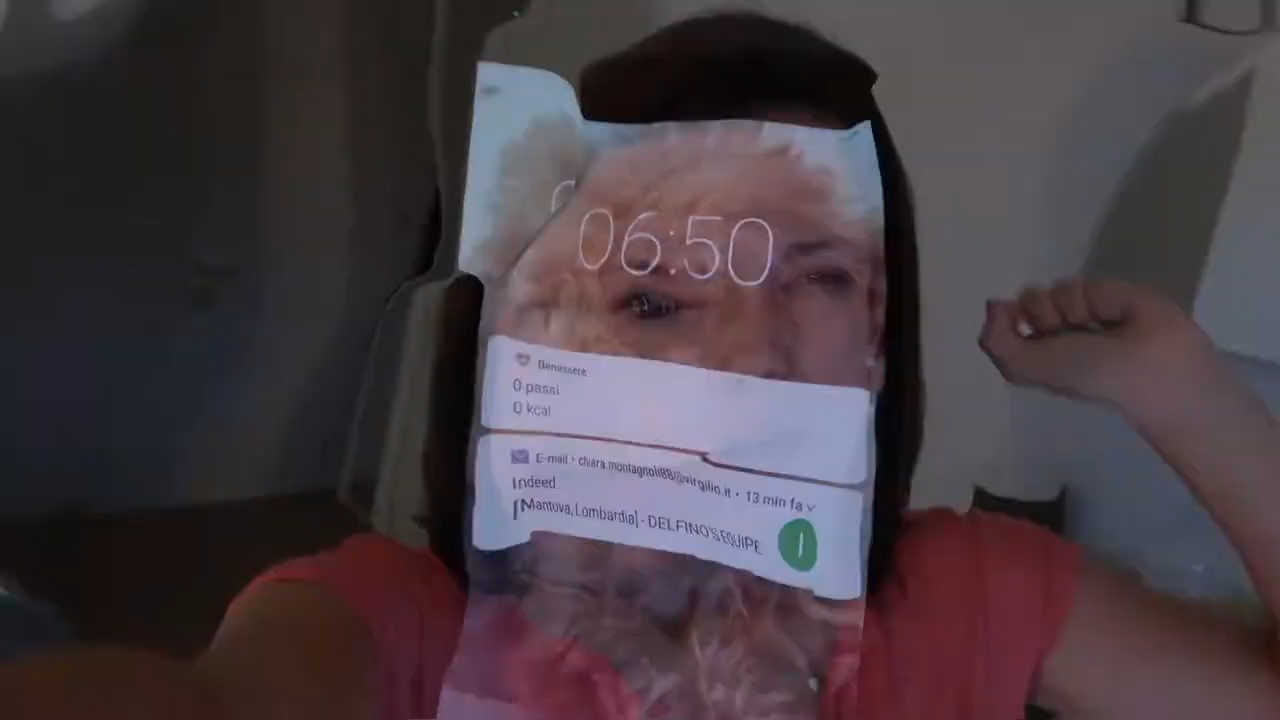 06:50
Benessere
0 passi
0 kcal
E-mail • chiara.montagnoli88@virgilio.it • 13 min fa
Indeed
[Mantova, Lombardia] - DELFINO'S EQUIPE
I